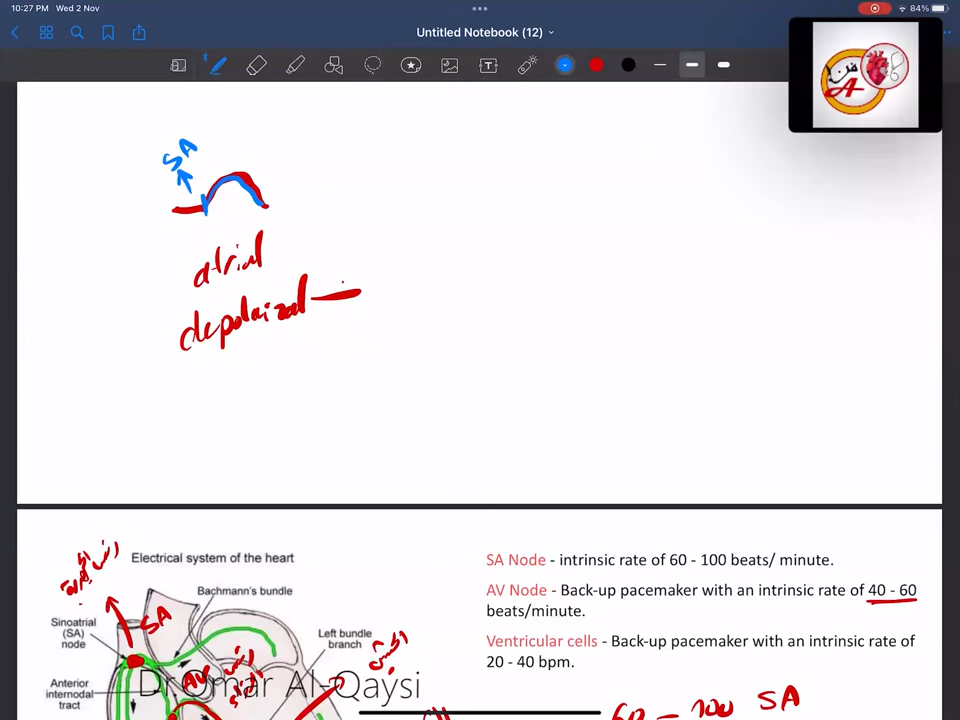 10:27 PM Wed 2 Nov
84%
Untitled Notebook (12)
SA
atrial
depolaizal
Electrical system of the heart
Bachmann's bundle
Sinoatrial
(SA)
node
SA
Left bundle
branch
Anterior
internodal
tract
AV
Dr.Omar Al-Qaysi
SA Node - intrinsic rate of 60 - 100 beats/ minute.
AV Node - Back-up pacemaker with an intrinsic rate of 40 - 60
beats/minute.
Ventricular cells - Back-up pacemaker with an intrinsic rate of
20 - 40 bpm.
60 - 100 SA